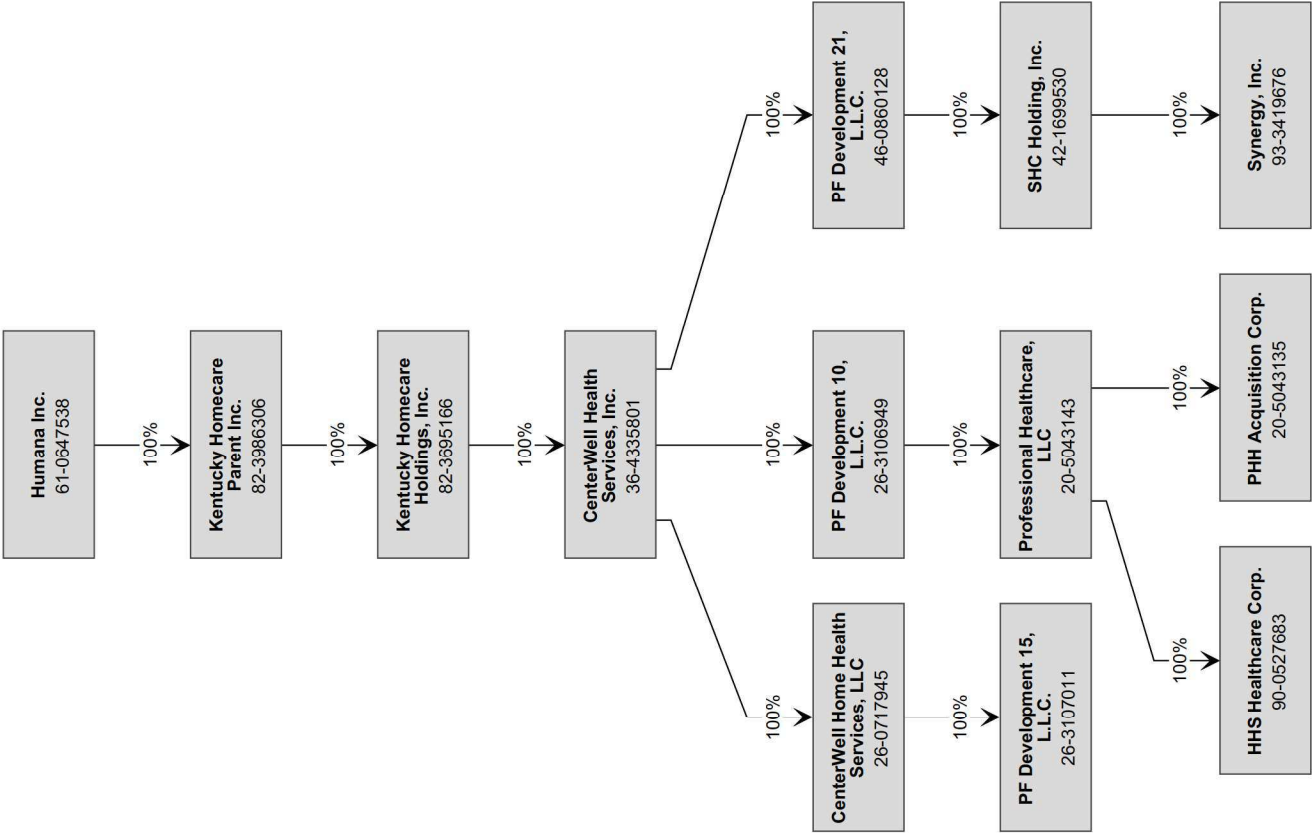 Humana Inc.
61-0647538
100%
Kentucky Homecare
Parent Inc.
82-3986306
100%
Kentucky Homecare
Holdings, Inc.
82-3695166
100%
CenterWell Health
Services, Inc.
36-4335801
100%
100%
100%
CenterWell Home Health
Services, LLC
26-0717945
PF Development 10,
L.L.C.
26-3106949
PF Development 21,
L.L.C.
46-0860128
100%
100%
100%
PF Development 15,
L.L.C.
26-3107011
Professional Healthcare,
LLC
20-5043143
SHC Holding, Inc.
42-1699530
100%
100%
100%
HHS Healthcare Corp.
90-0527683
PHH Acquisition Corp.
20-5043135
Synergy, Inc.
93-3419676